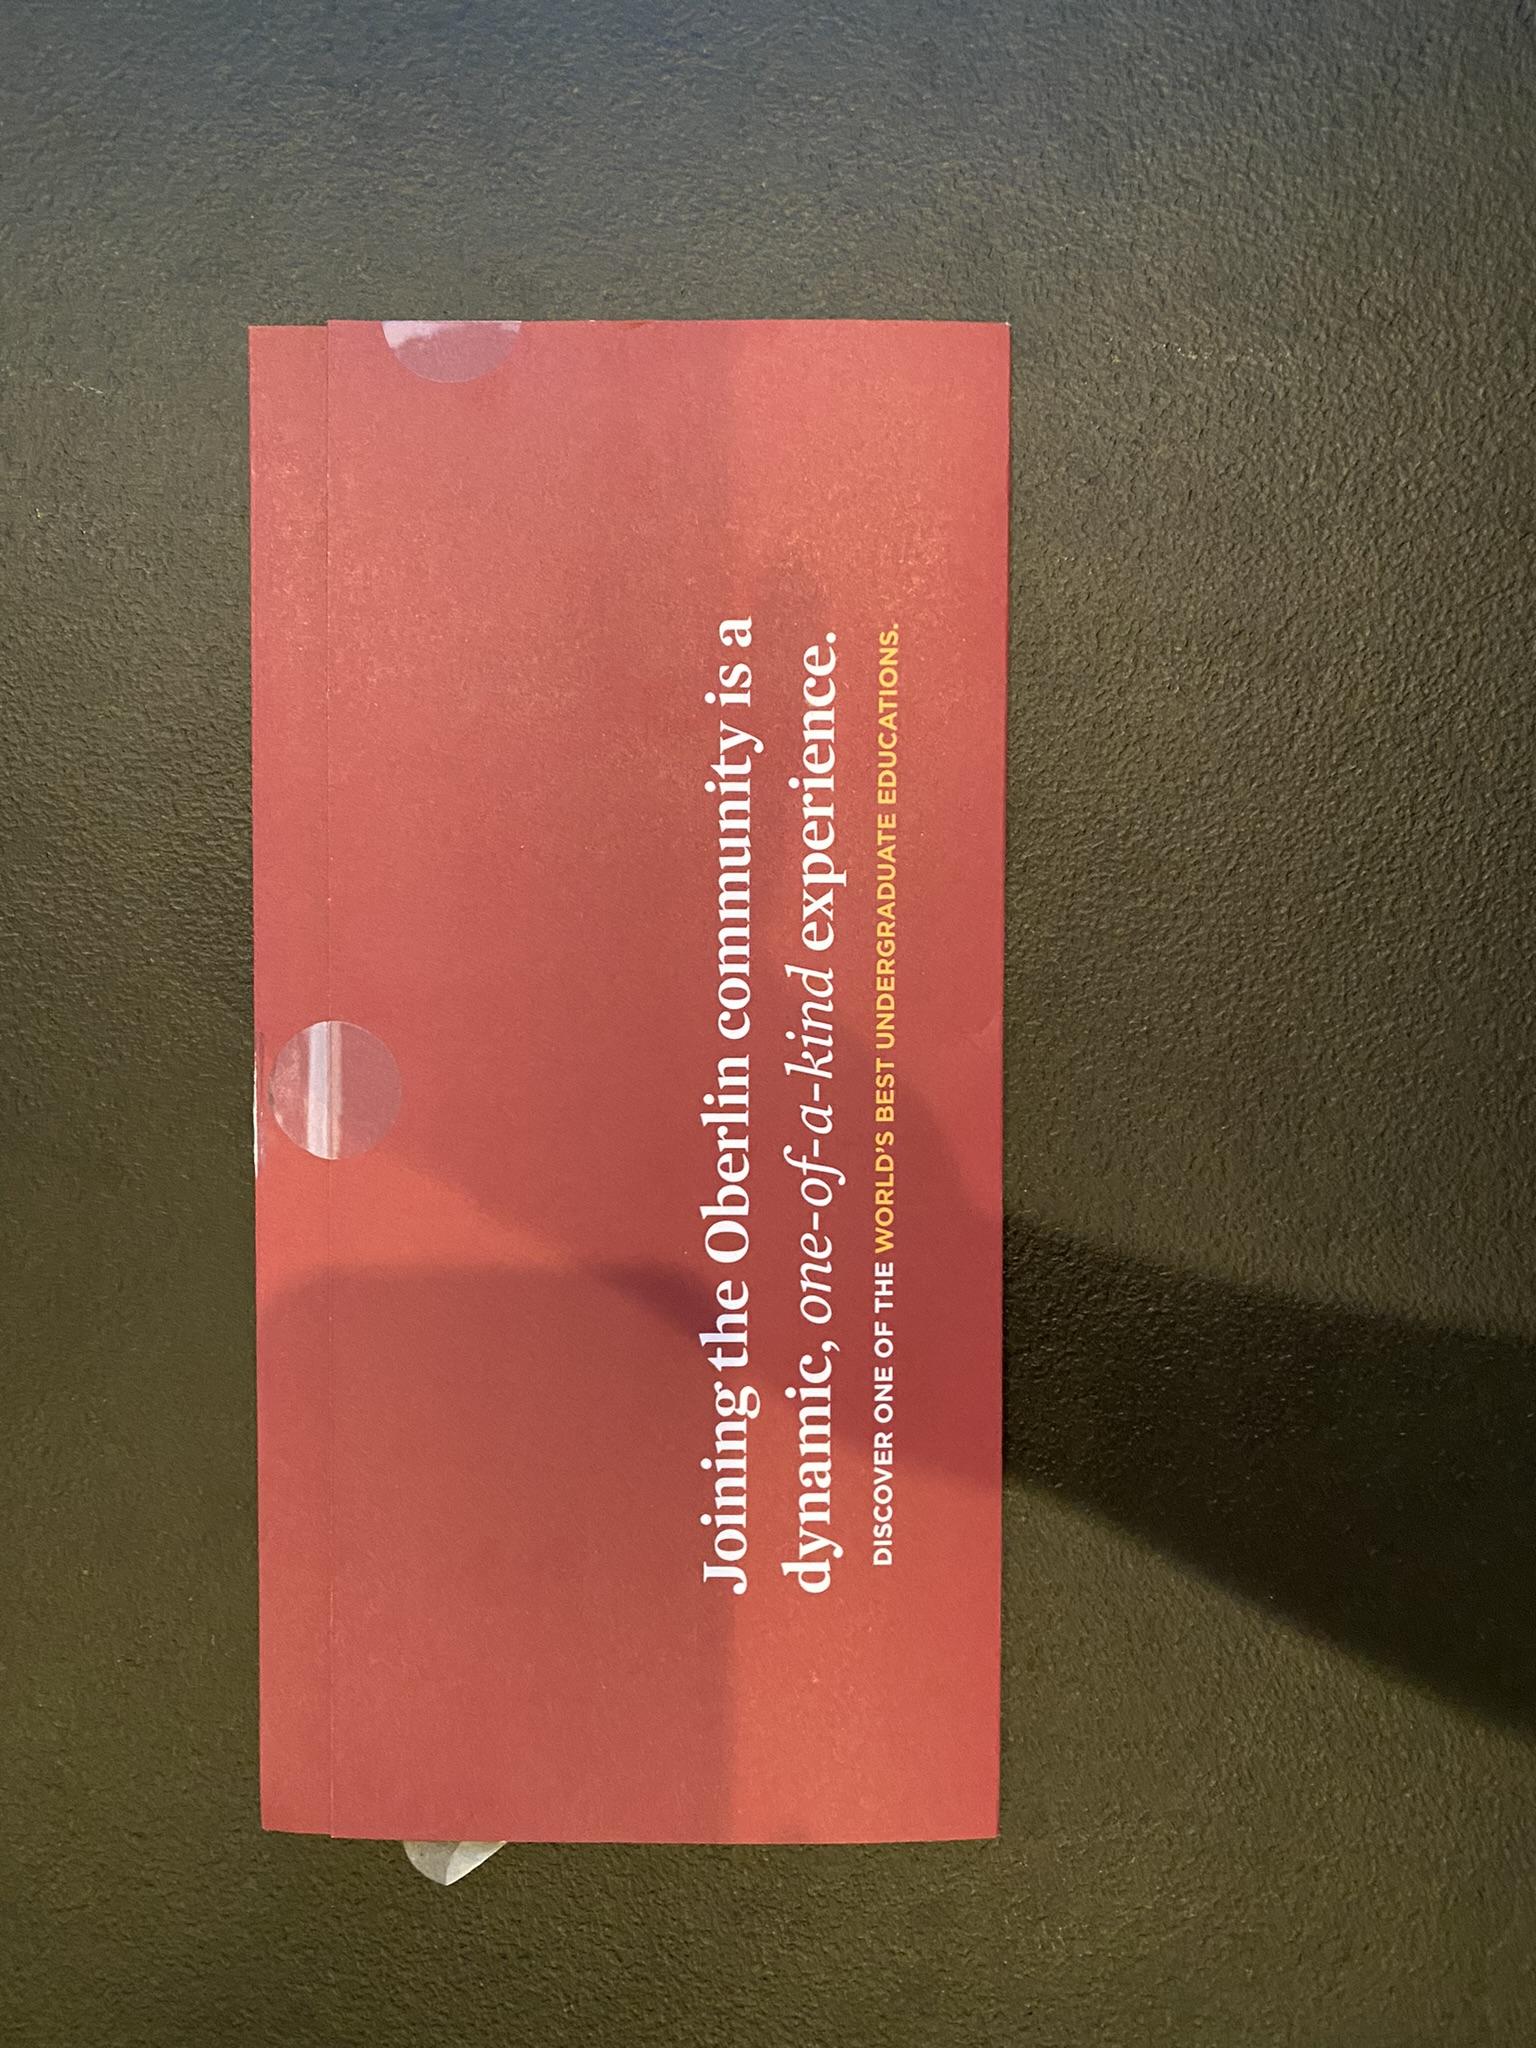 Joining the Oberlin community is a
dynamic, one-of-a-kind experience.
DISCOVER ONE OF THE WORLD'S BEST UNDERGRADUATE EDUCATIONS.